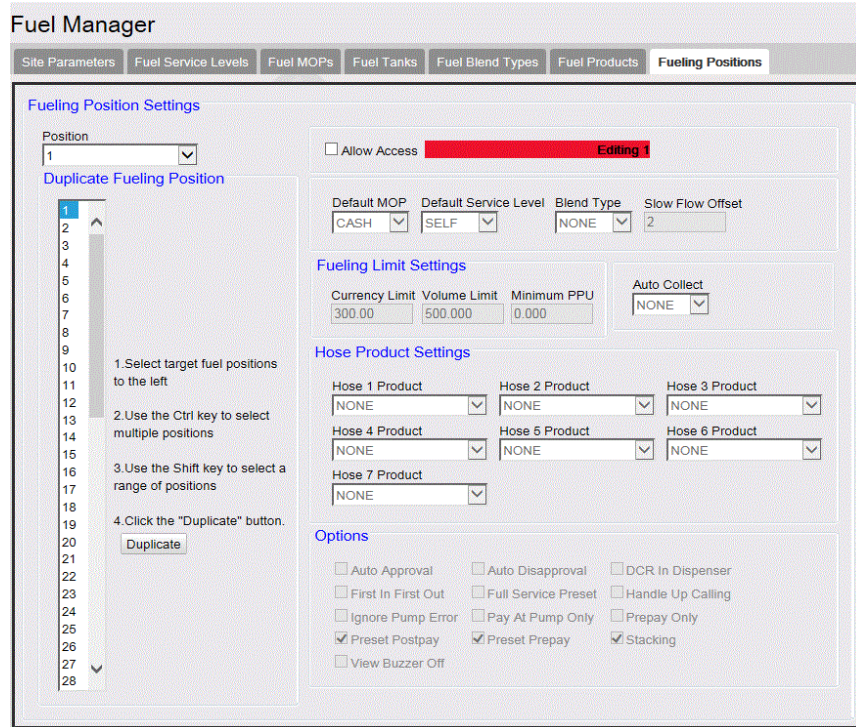 Fuel Manager
Site Parameters Fuel Service Levels Fuel MOPs Fuel Tanks Fuel Blend Types Fuel Products Fueling Positions
Fueling Position Settings
Position
1
Duplicate Fueling Position
1
2
3
4
5
6
7
8
9
10
11
12
13
14
15
16
17
18
19
20
21
22
23
24
25
26
27
28
1.Select target fuel positions
to the left
2.Use the Ctrl key to select
multiple positions
3.Use the Shift key to select a
range of positions
4.Click the "Duplicate" button.
Duplicate
Allow Access Editing 1
Default MOP Default Service Level Blend Type Slow Flow Offset
CASH SELF NONE 2
Fueling Limit Settings
Currency Limit Volume Limit Minimum PPU
300.00 500.000 0.000
Auto Collect
NONE
Hose Product Settings
Hose 1 Product Hose 2 Product Hose 3 Product
NONE NONE NONE
Hose 4 Product Hose 5 Product Hose 6 Product
NONE NONE NONE
Hose 7 Product
NONE
Options
Auto Approval Auto Disapproval DCR In Dispenser
First In First Out Full Service Preset Handle Up Calling
Ignore Pump Error Pay At Pump Only Prepay Only
Preset Postpay Preset Prepay Stacking
View Buzzer Off